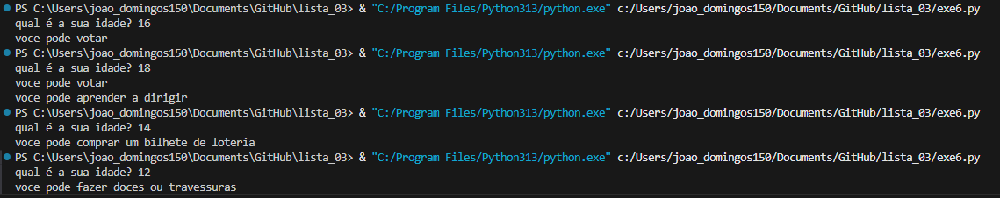 PS C:\Users\joao_domingos150\Documents\GitHub\lista_03> & "C:/Program Files/Python313/python.exe" c:/Users/joao_domingos150/Documents/GitHub/lista_03/exe6.py
qual é a sua idade? 16
voce pode votar
PS C:\Users\joao_domingos150\Documents\GitHub\lista_03> & "C:/Program Files/Python313/python.exe" c:/Users/joao_domingos150/Documents/GitHub/lista_03/exe6.py
qual é a sua idade? 18
voce pode votar
voce pode aprender a dirigir
PS C:\Users\joao_domingos150\Documents\GitHub\lista_03> & "C:/Program Files/Python313/python.exe" c:/Users/joao_domingos150/Documents/GitHub/lista_03/exe6.py
qual é a sua idade? 14
voce pode comprar um bilhete de loteria
PS C:\Users\joao_domingos150\Documents\GitHub\lista_03> & "C:/Program Files/Python313/python.exe" c:/Users/joao_domingos150/Documents/GitHub/lista_03/exe6.py
qual é a sua idade? 12
voce pode fazer doces ou travessuras